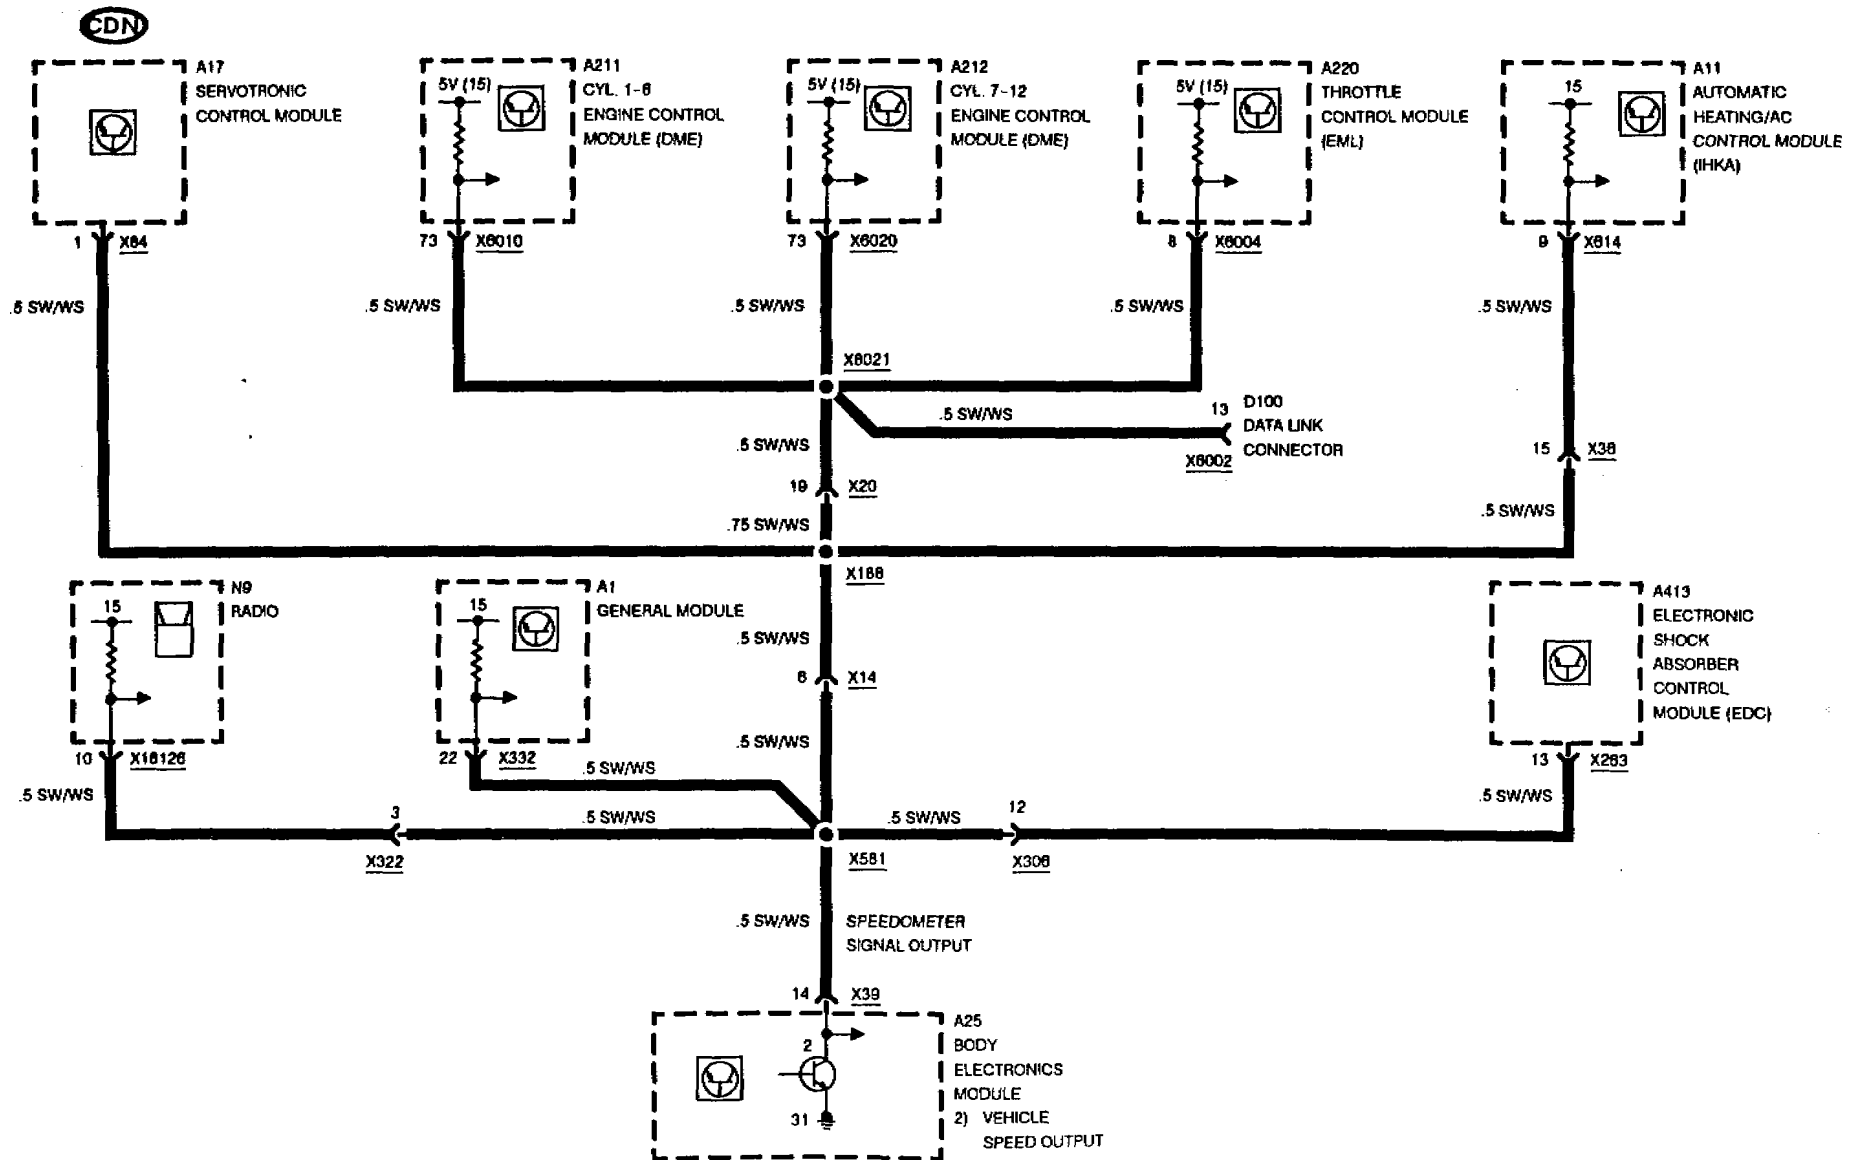 CDN
A17
SERVOTRONIC
CONTROL MODULE
5V (15)
A211
CYL. 1-6
ENGINE CONTROL
MODULE (DME)
5V (15)
A212
CYL. 7-12
ENGINE CONTROL
MODULE (DME)
5V (15)
A220
THROTTLE
CONTROL MODULE
(EML)
15
A11
AUTOMATIC
HEATING/AC
CONTROL MODULE
(IHKA)
1 X64
73 X6010
73 X6020
8 X6004
9 X614
.5 SW/WS
.5 SW/WS
.5 SW/WS
.5 SW/WS
.5 SW/WS
X6021
.5 SW/WS
13
D100
DATA LINK
CONNECTOR
X6002
.5 SW/WS
15 X36
19 X20
.5 SW/WS
.75 SW/WS
X188
15
N9
RADIO
15
A1
GENERAL MODULE
A413
ELECTRONIC
SHOCK
ABSORBER
CONTROL
MODULE (EDC)
.5 SW/WS
6 X14
.5 SW/WS
10 X18126
22 X332
13 X263
.5 SW/WS
.5 SW/WS
.5 SW/WS
3
.5 SW/WS
.5 SW/WS
12
X322
X581
X306
.5 SW/WS
SPEEDOMETER
SIGNAL OUTPUT
14 X39
2
31
A25
BODY
ELECTRONICS
MODULE
2) VEHICLE
SPEED OUTPUT